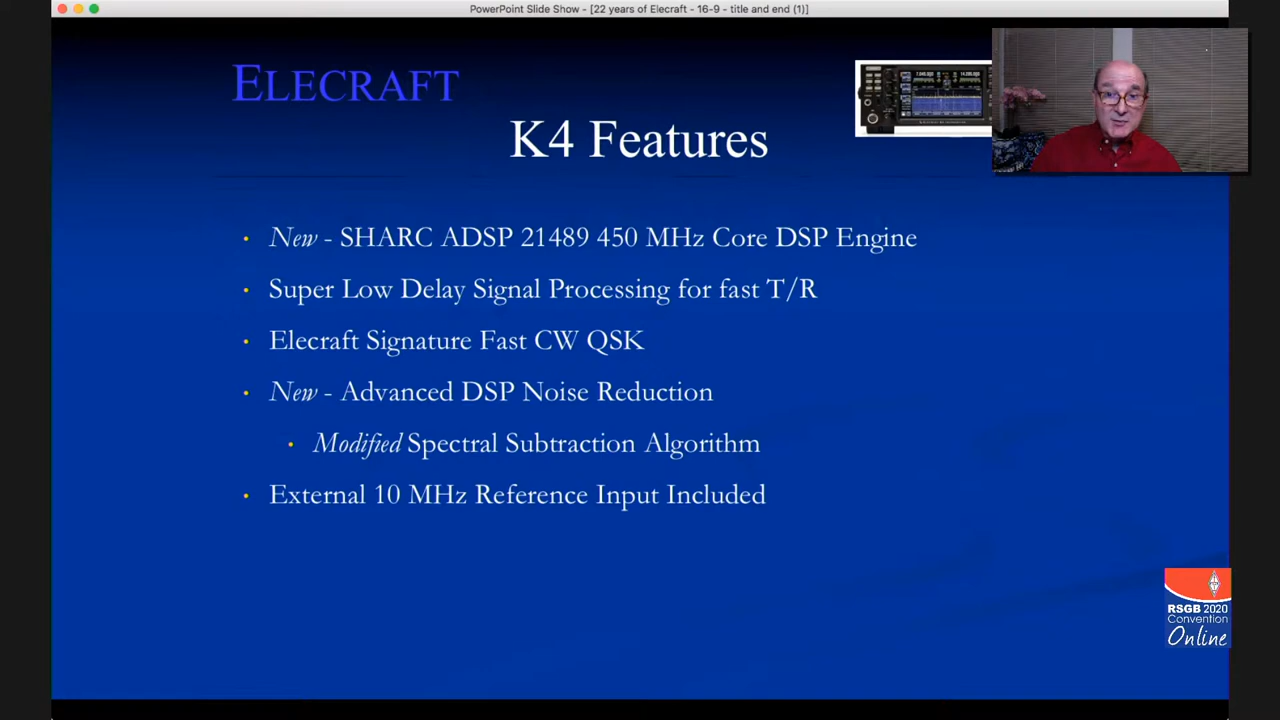 PowerPoint Slide Show - [22 years of Elecraft - 16-9 - title and end (1)]
ELECRAFT
K4 Features
• New - SHARC ADSP 21489 450 MHz Core DSP Engine
• Super Low Delay Signal Processing for fast T/R
• Elecraft Signature Fast CW QSK
• New - Advanced DSP Noise Reduction
• Modified Spectral Subtraction Algorithm
• External 10 MHz Reference Input Included
RSGB 2020
Convention
Online